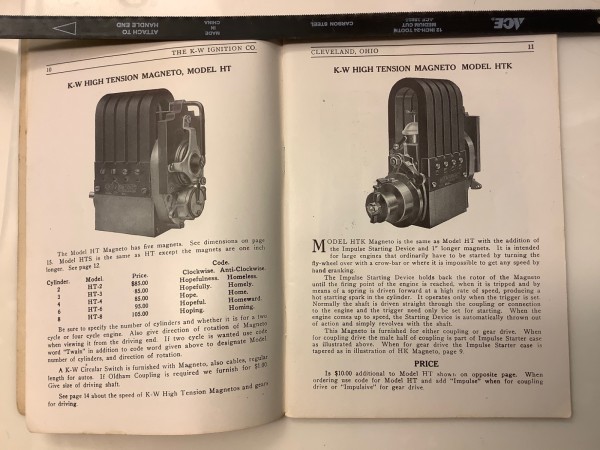 ATTACH TO
HANDLE END
MADE
IN
CHINA
CARBON STEEL
12 INCH-24 TOOTH
MEDIUM CUT
ACE
10
THE K-W IGNITION CO.
K-W HIGH TENSION MAGNETO, MODEL HT
The Model HT Magneto has five magnets. See dimensions on page
15. Model HTS is the same as HT except the magnets are one inch
longer. See page 12.
Code.
Cylinder. Model. Price. Clockwise. Anti-Clockwise.
2 HT-2 $85.00 Hopefulness. Homeless.
3 HT-3 85.00 Hopefully. Homely.
4 HT-4 85.00 Hope. Home.
6 HT-6 95.00 Hopeful. Homeward.
8 HT-8 105.00 Hoping. Homing.
Be sure to specify the number of cylinders and whether it is for a two
cycle or four cycle engine. Also give direction of rotation of Magneto
when viewing it from the driving end. If two cycle is wanted use code
word "Twain" in addition to code word given above to designate Model
number of cylinders, and direction of rotation.
A K-W Circular Switch is furnished with Magneto, also cables, regular
length for autos. If Oldham Coupling is required we furnish for $1.00.
Give size of driving shaft.
See page 14 about the speed of K-W High Tension Magnetos and gears
for driving.
CLEVELAND, OHIO
11
K-W HIGH TENSION MAGNETO MODEL HTK
MODEL HTK Magneto is the same as Model HT with the addition of
the Impulse Starting Device and 1" longer magnets. It is intended
for large engines that ordinarily have to be started by turning the
fly-wheel over with a crow-bar or where it is impossible to get any speed by
hand cranking.
The Impulse Starting Device holds back the rotor of the Magneto
until the firing point of the engine is reached, when it is tripped and by
means of a spring is driven forward at a high rate of speed, producing a
hot starting spark in the cylinder. It operates only when the trigger is set.
Normally the shaft is driven straight through the coupling or connection
to the engine and the trigger need only be set for starting. When the
engine comes up to speed, the Starting Device is automatically thrown out
of action and simply revolves with the shaft.
This Magneto is furnished for either coupling or gear drive. When
for coupling drive the male half of coupling is part of Impulse Starter case
as illustrated above. When for gear drive the Impulse Starter case is
tapered as in illustration of HK Magneto, page 9.
PRICE
Is $10.00 additional to Model HT shown on opposite page. When
ordering use code for Model HT and add "Impulse" when for coupling
drive or "Impulsive" for gear drive.